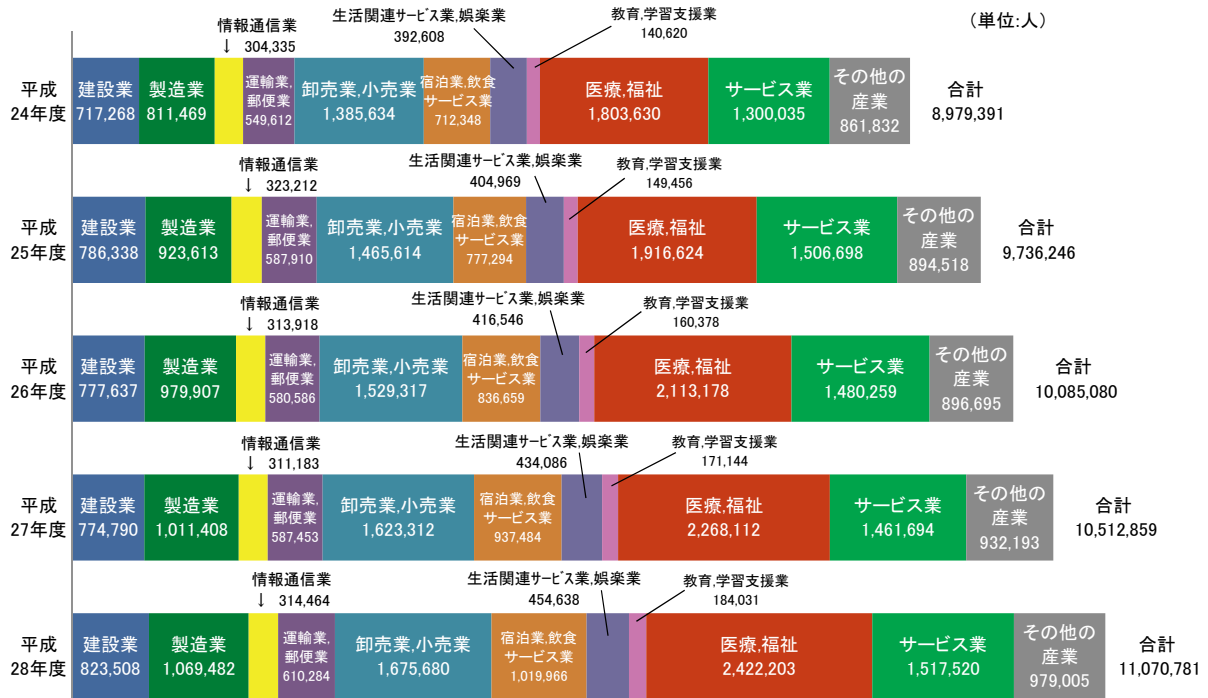 (単位:人)
生活関連サービス業,娯楽業
392,608
教育,学習支援業
140,620
情報通信業
↓ 304,335
平成
24年度
建設業
717,268
製造業
811,469
運輸業,
郵便業
549,612
卸売業,小売業
1,385,634
宿泊業,飲食
サービス業
712,348
医療,福祉
1,803,630
サービス業
1,300,035
その他の
産業
861,832
合計
8,979,391
情報通信業
↓ 323,212
生活関連サービス業,娯楽業
404,969
教育,学習支援業
149,456
平成
25年度
建設業
786,338
製造業
923,613
運輸業,
郵便業
587,910
卸売業,小売業
1,465,614
宿泊業,飲食
サービス業
777,294
医療,福祉
1,916,624
サービス業
1,506,698
その他の
産業
894,518
合計
9,736,246
情報通信業
↓ 313,918
生活関連サービス業,娯楽業
416,546
教育,学習支援業
160,378
平成
26年度
建設業
777,637
製造業
979,907
運輸業,
郵便業
580,586
卸売業,小売業
1,529,317
宿泊業,飲食
サービス業
836,659
医療,福祉
2,113,178
サービス業
1,480,259
その他の
産業
896,695
合計
10,085,080
情報通信業
↓ 311,183
生活関連サービス業,娯楽業
434,086
教育,学習支援業
171,144
平成
27年度
建設業
774,790
製造業
1,011,408
運輸業,
郵便業
587,453
卸売業,小売業
1,623,312
宿泊業,飲食
サービス業
937,484
医療,福祉
2,268,112
サービス業
1,461,694
その他の
産業
932,193
合計
10,512,859
情報通信業
↓ 314,464
生活関連サービス業,娯楽業
454,638
教育,学習支援業
184,031
平成
28年度
建設業
823,508
製造業
1,069,482
運輸業,
郵便業
610,284
卸売業,小売業
1,675,680
宿泊業,飲食
サービス業
1,019,966
医療,福祉
2,422,203
サービス業
1,517,520
その他の
産業
979,005
合計
11,070,781